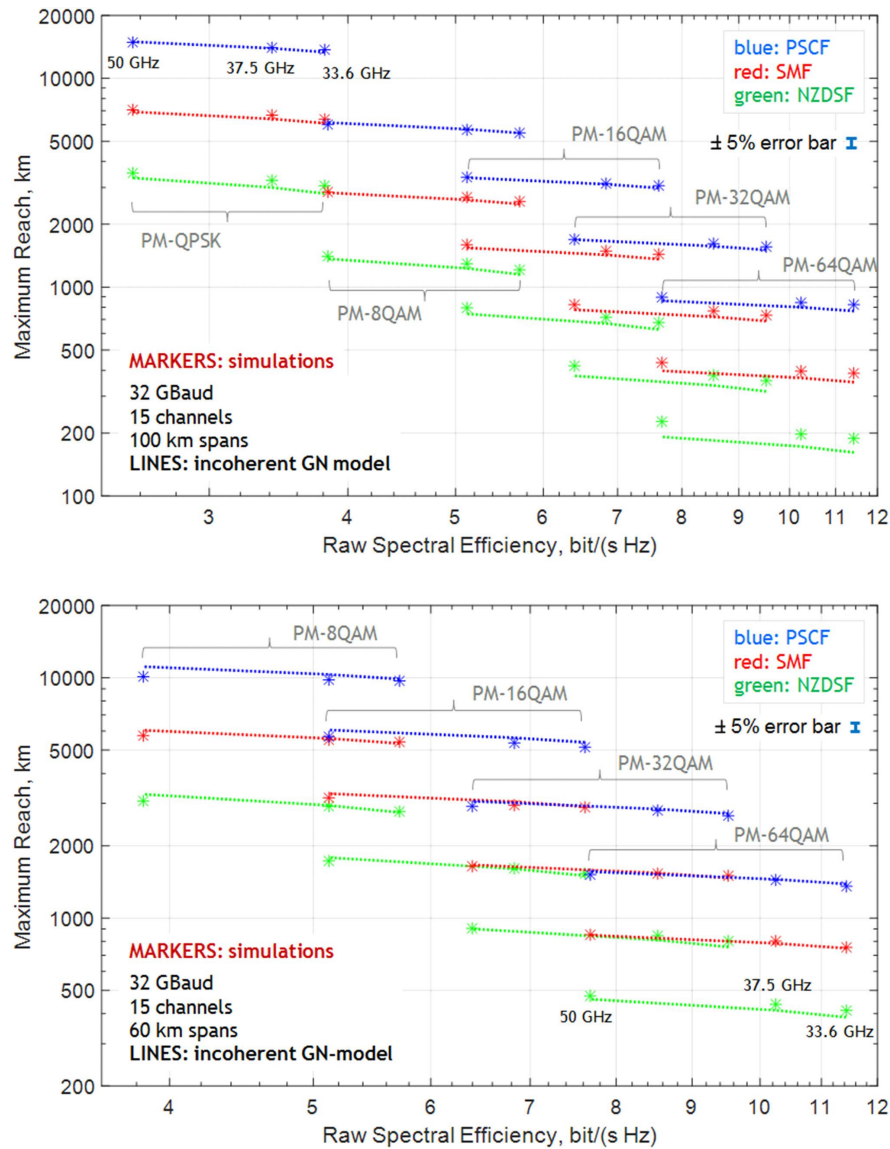 20000
10000
5000
2000
1000
500
200
100
Maximum Reach, km
50 GHz
37.5 GHz
33.6 GHz
blue: PSCF
red: SMF
green: NZDSF
± 5% error bar
PM-16QAM
PM-32QAM
PM-QPSK
PM-64QAM
PM-8QAM
MARKERS: simulations
32 GBaud
15 channels
100 km spans
LINES: incoherent GN model
3 4 5 6 7 8 9 10 11 12
Raw Spectral Efficiency, bit/(s Hz)
20000
10000
5000
2000
1000
500
200
Maximum Reach, km
PM-8QAM
blue: PSCF
red: SMF
green: NZDSF
PM-16QAM
± 5% error bar
PM-32QAM
PM-64QAM
MARKERS: simulations
32 GBaud
15 channels
60 km spans
LINES: incoherent GN-model
37.5 GHz
50 GHz
33.6 GHz
4 5 6 7 8 9 10 11 12
Raw Spectral Efficiency, bit/(s Hz)